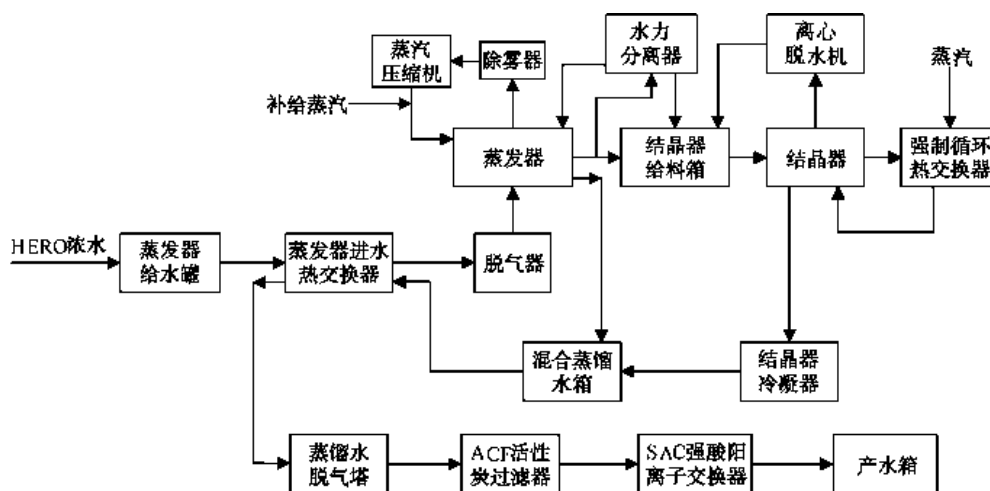 蒸汽
压缩机
除雾器
水力
分离器
离心
脱水机
蒸汽
补给蒸汽
蒸发器
结晶器
给料箱
结晶器
强制循环
热交换器
HERO浓水
蒸发器
给水罐
蒸发器进水
热交换器
脱气器
混合蒸馏
水箱
结晶器
冷凝器
蒸馏水
脱气塔
ACF活性
炭过滤器
SAC强酸阳
离子交换器
产水箱